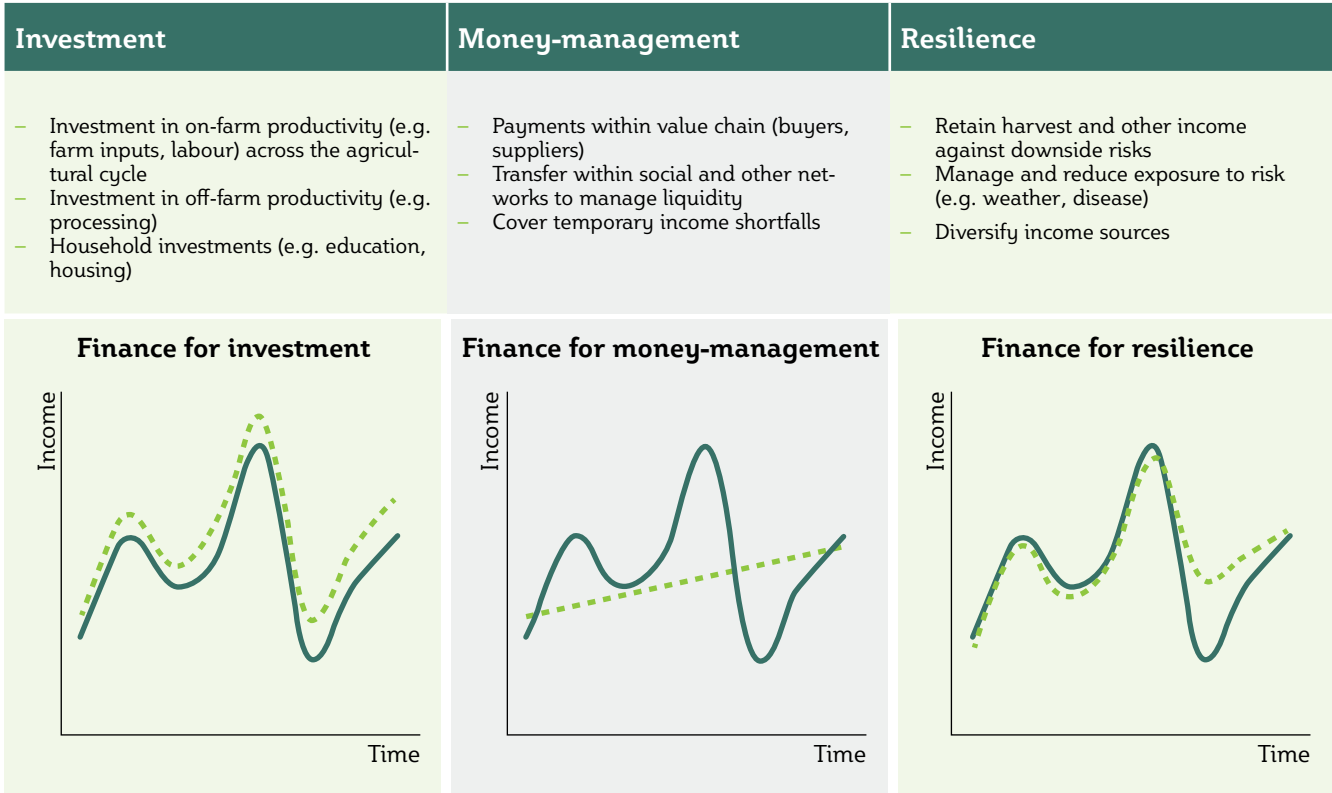 Investment
Money-management
Resilience
– Investment in on-farm productivity (e.g.
farm inputs, labour) across the agricul-
tural cycle
– Investment in off-farm productivity (e.g.
processing)
– Household investments (e.g. education,
housing)
– Payments within value chain (buyers,
suppliers)
– Transfer within social and other net-
works to manage liquidity
– Cover temporary income shortfalls
– Retain harvest and other income
against downside risks
– Manage and reduce exposure to risk
(e.g. weather, disease)
– Diversify income sources
Finance for investment
Income
Time
Finance for money-management
Income
Time
Finance for resilience
Income
Time